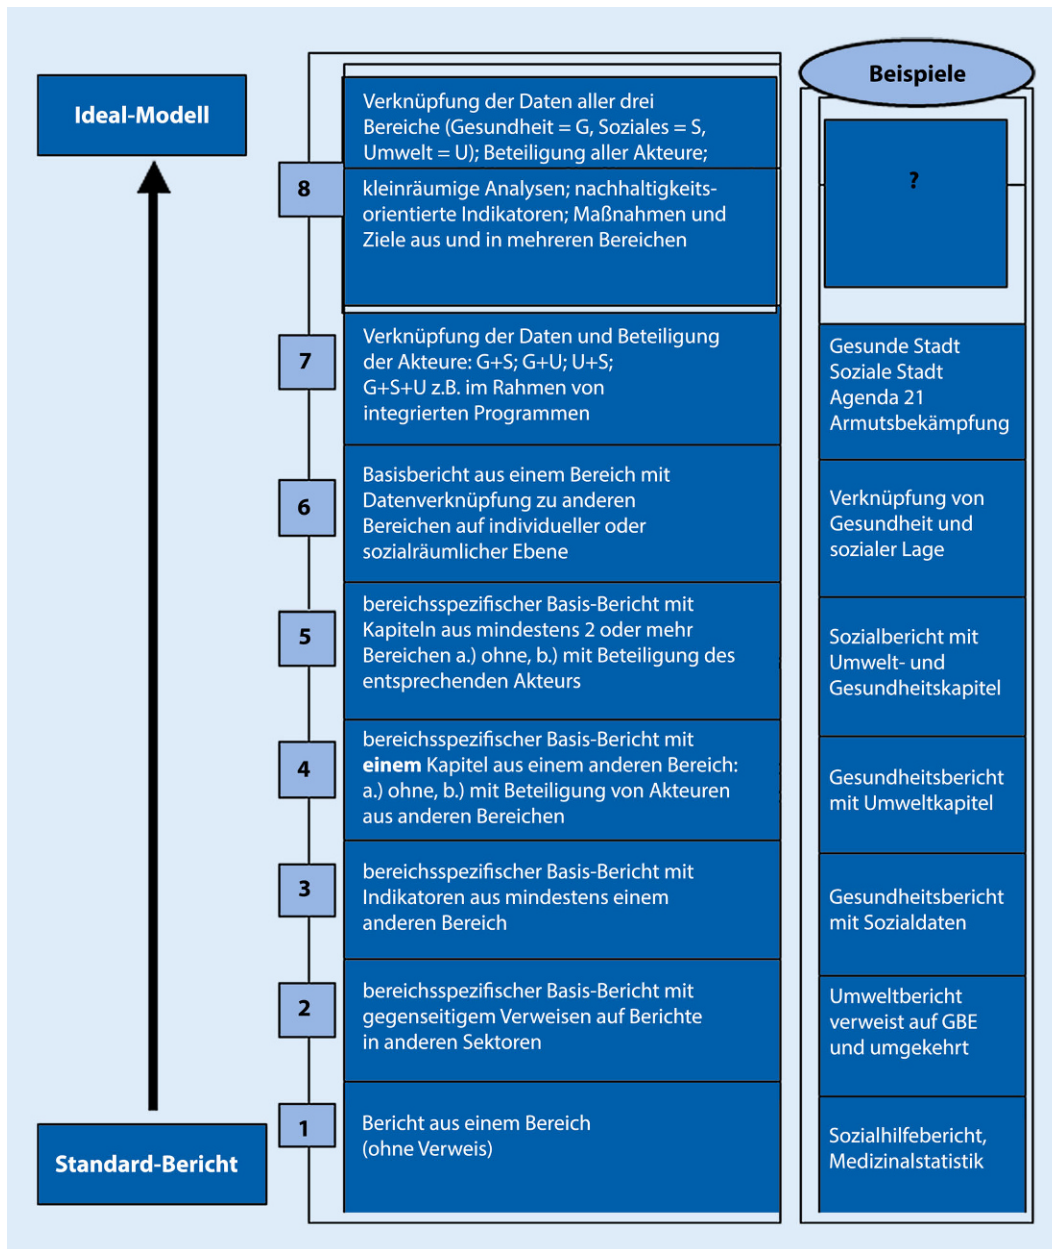 Ideal-Modell
Beispiele
8
Verknüpfung der Daten aller drei
Bereiche (Gesundheit = G, Soziales = S,
Umwelt = U); Beteiligung aller Akteure;
kleinräumige Analysen; nachhaltigkeits-
orientierte Indikatoren; Maßnahmen und
Ziele aus und in mehreren Bereichen
?
7
Verknüpfung der Daten und Beteiligung
der Akteure: G+S; G+U; U+S;
G+S+U z.B. im Rahmen von
integrierten Programmen
Gesunde Stadt
Soziale Stadt
Agenda 21
Armutsbekämpfung
6
Basisbericht aus einem Bereich mit
Datenverknüpfung zu anderen
Bereichen auf individueller oder
sozialräumlicher Ebene
Verknüpfung von
Gesundheit und
sozialer Lage
5
bereichsspezifischer Basis-Bericht mit
Kapiteln aus mindestens 2 oder mehr
Bereichen a.) ohne, b.) mit Beteiligung des
entsprechenden Akteurs
Sozialbericht mit
Umwelt- und
Gesundheitskapitel
4
bereichsspezifischer Basis-Bericht mit
einem Kapitel aus einem anderen Bereich:
a.) ohne, b.) mit Beteiligung von Akteuren
aus anderen Bereichen
Gesundheitsbericht
mit Umweltkapitel
3
bereichsspezifischer Basis-Bericht mit
Indikatoren aus mindestens einem
anderen Bereich
Gesundheitsbericht
mit Sozialdaten
2
bereichsspezifischer Basis-Bericht mit
gegenseitigem Verweisen auf Berichte
in anderen Sektoren
Umweltbericht
verweist auf GBE
und umgekehrt
1
Bericht aus einem Bereich
(ohne Verweis)
Sozialhilfebericht,
Medizinalstatistik
Standard-Bericht